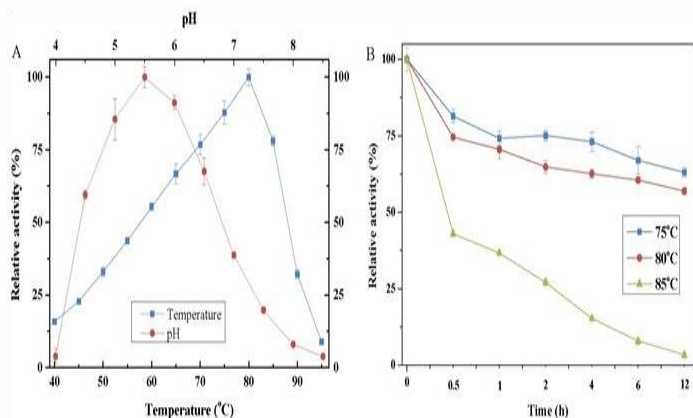 pH
4 5 6 7 8
A
100 100
75 75
50 50
25 25
0 0
Relative activity (%)
Relative activity (%)
Temperature
pH
40 50 60 70 80 90
Temperature (°C)
B
100
75
50
25
0
Relative activity (%)
75°C
80°C
85°C
0 0.5 1 2 4 6 12
Time (h)